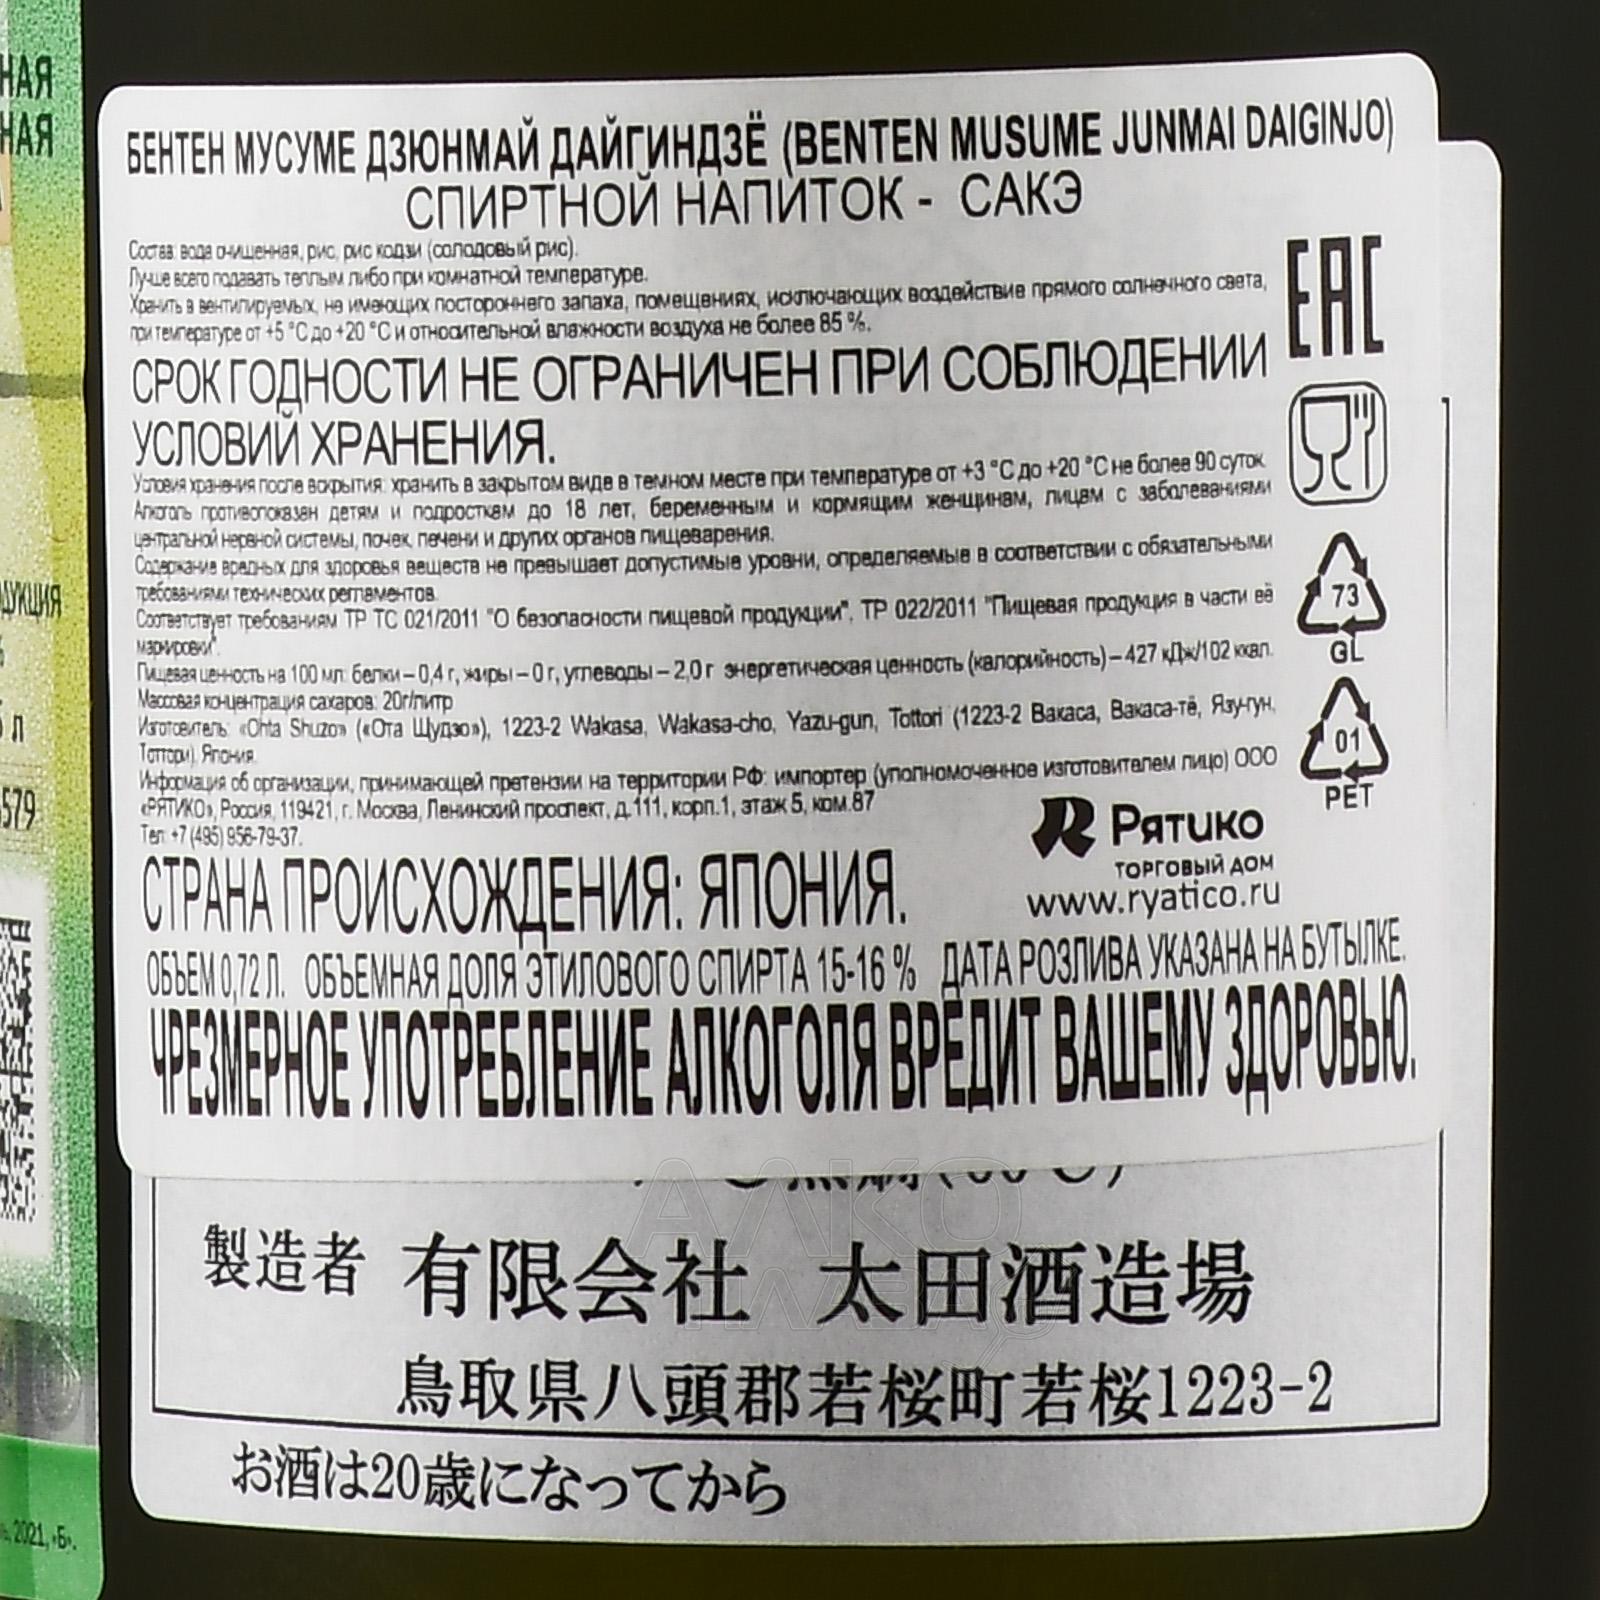 НАЯ
НАЯ
ДУКЦИЯ
%
5 л
579
2021, «Б».
БЕНТЕН МУСУМЕ ДЗЮНМАЙ ДАЙГИНДЗЁ (BENTEN MUSUME JUNMAI DAIGINJO)
СПИРТНОЙ НАПИТОК - САКЭ
Состав: вода очищенная, рис, рис кодзи (солодовый рис).
Лучше всего подавать теплым либо при комнатной температуре.
Хранить в вентилируемых, не имеющих постороннего запаха, помещениях, исключающих воздействие прямого солнечного света,
при температуре от +5 °С до +20 °С и относительной влажности воздуха не более 85 %.
СРОК ГОДНОСТИ НЕ ОГРАНИЧЕН ПРИ СОБЛЮДЕНИИ
УСЛОВИЙ ХРАНЕНИЯ.
Условия хранения после вскрытия: хранить в закрытом виде в темном месте при температуре от +3 °С до +20 °С не более 90 суток.
Алкоголь противопоказан детям и подросткам до 18 лет, беременным и кормящим женщинам, лицам с заболеваниями
центральной нервной системы, почек, печени и других органов пищеварения.
Содержание вредных для здоровья веществ не превышает допустимые уровни, определяемые в соответствии с обязательными
требованиями технических регламентов.
Соответствует требованиям ТР ТС 021/2011 "О безопасности пищевой продукции", ТР 022/2011 "Пищевая продукция в части её
маркировки".
Пищевая ценность на 100 мл: белки – 0,4 г, жиры – 0 г, углеводы – 2,0 г энергетическая ценность (калорийность) – 427 кДж/102 ккал.
Массовая концентрация сахаров: 20г/литр
Изготовитель: «Ohta Shuzo» («Ота Щудзо»), 1223-2 Wakasa, Wakasa-cho, Yazu-gun, Tottori (1223-2 Вакаса, Вакаса-тё, Язу-гун,
Тоттори). Япония.
Информация об организации, принимающей претензии на территории РФ: импортер (уполномоченное изготовителем лицо) ООО
«РЯТИКО», Россия, 119421, г. Москва, Ленинский проспект, д.111, корп.1, этаж 5, ком.87
Тел: +7 (495) 956-79-37.
EAC
73
GL
01
PET
Рятико
ТОРГОВЫЙ ДОМ
www.ryatico.ru
СТРАНА ПРОИСХОЖДЕНИЯ: ЯПОНИЯ.
ОБЪЕМ 0,72 Л. ОБЪЕМНАЯ ДОЛЯ ЭТИЛОВОГО СПИРТА 15-16 % ДАТА РОЗЛИВА УКАЗАНА НА БУТЫЛКЕ.
ЧРЕЗМЕРНОЕ УПОТРЕБЛЕНИЕ АЛКОГОЛЯ ВРЕДИТ ВАШЕМУ ЗДОРОВЬЮ.
製造者 有限会社 太田酒造場
鳥取県八頭郡若桜町若桜1223-2
お酒は20歳になってから